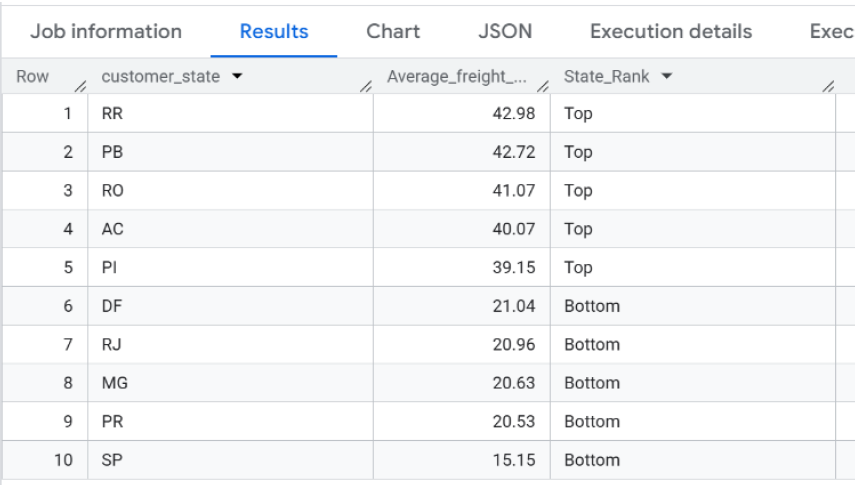 Job information Results Chart JSON Execution details Exec
Row customer_state Average_freight_... State_Rank
1 RR 42.98 Top
2 PB 42.72 Top
3 RO 41.07 Top
4 AC 40.07 Top
5 PI 39.15 Top
6 DF 21.04 Bottom
7 RJ 20.96 Bottom
8 MG 20.63 Bottom
9 PR 20.53 Bottom
10 SP 15.15 Bottom